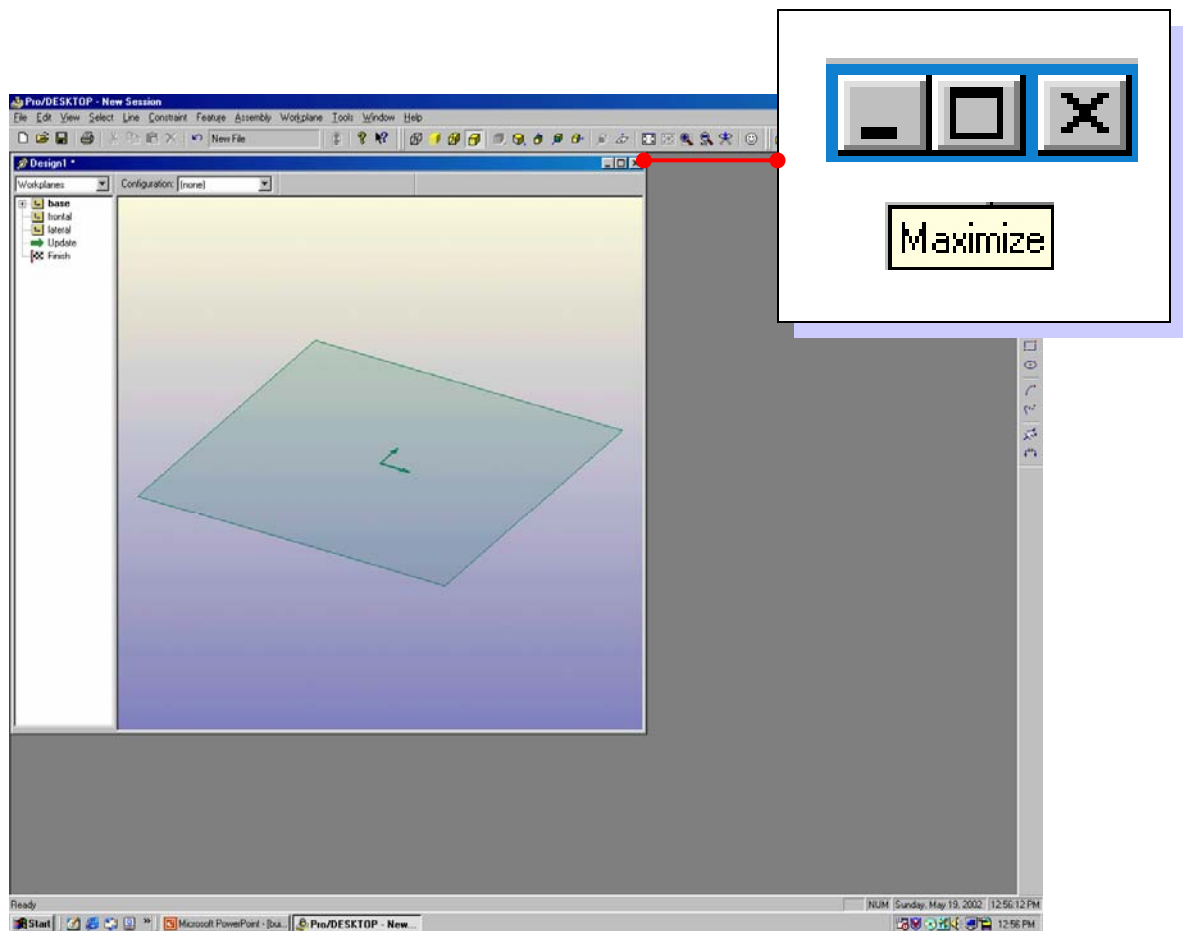 Pro/DESKTOP - New Session
File Edit View Select Line Constraint Feature Assembly Workplane Tools Window Help
New File
Design1 *
Workplanes Configuration: (none)
base
frontal
lateral
Update
Finish
Maximize
Ready
NUM Sunday, May 19, 2002 12:56:12 PM
Start » Microsoft PowerPoint - [bui... Pro/DESKTOP - New... 12:56 PM